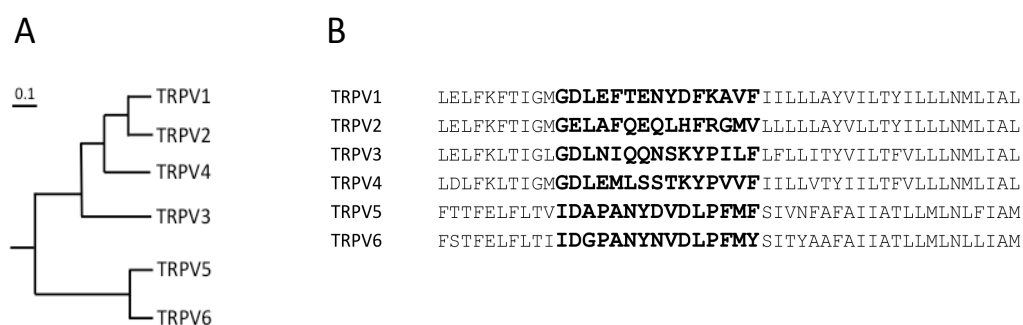 A
B
0.1
TRPV1
TRPV2
TRPV4
TRPV3
TRPV5
TRPV6
TRPV1 LELFKFTIGMGDLEFTENYDFKAVFIILLLAYVILTYILLLNMLIAL
TRPV2 LELFKFTIGMGELAFQEQLHFRGMVLLLLLAYVLLTYILLLNMLIAL
TRPV3 LELFKLTIGLGDLNIQQNSKYPILFLFLLITYVILTFVLLLNMLIAL
TRPV4 LDLFKLTIGMGDLEMLSSTKYPVVFIILLVTYIILTFVLLLNMLIAL
TRPV5 FTTFELFLTVIDAPANYDVDLPFMFSIVNFAFAIIATLLMLNLFIAM
TRPV6 FSTFELFLTIIDGPANYNVDLPFMYSITYAAFAIIATLLMLNLLIAM